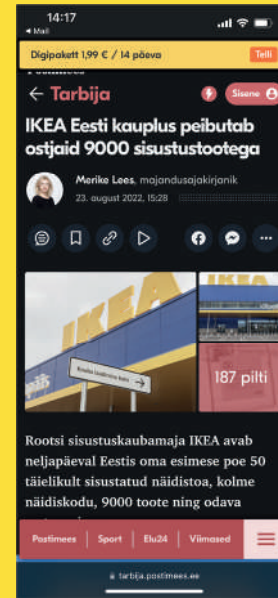 14:17
◂ Mail
Digipakett 1,99 € / 14 päeva
Telli
Postimees
← Tarbija
Sisene
IKEA Eesti kauplus peibutab
ostjaid 9000 sisustustootega
Merike Lees, majandusajakirjanik
23. august 2022, 15:28
IKEA
IKEA
187 pilti
Rootsi sisustuskaubamaja IKEA avab
neljapäeval Eestis oma esimese poe 50
täielikult sisustatud näidistoa, kolme
näidiskodu, 9000 toote ning odava
Postimees
Sport
Elu24
Viimased
tarbija.postimees.ee